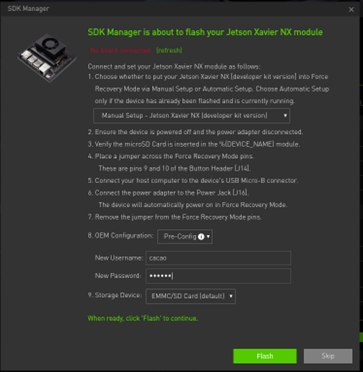 SDK Manager
SDK Manager is about to flash your Jetson Xavier NX module
No board connected (refresh)
Connect and set your Jetson Xavier NX module as follows:
1. Choose whether to put your Jetson Xavier NX (developer kit version) into Force
Recovery Mode via Manual Setup or Automatic Setup. Choose Automatic Setup
only if the device has already been flashed and is currently running.
Manual Setup - Jetson Xavier NX (developer kit version)
2. Ensure the device is powered off and the power adapter disconnected.
3. Verify the microSD card is inserted in the %{DEVICE_NAME} module.
4. Place a jumper across the Force Recovery Mode pins.
These are pins 9 and 10 of the Button Header [J14].
5. Connect your host computer to the device's USB Micro-B connector.
6. Connect the power adapter to the Power Jack [J16].
The device will automatically power on in Force Recovery Mode.
7. Remove the jumper from the Force Recovery Mode pins.
8. OEM Configuration: Pre-Config
New Username: cacao
New Password: ••••••
9. Storage Device: EMMC/SD Card (default)
When ready, click 'Flash' to continue.
Flash Skip